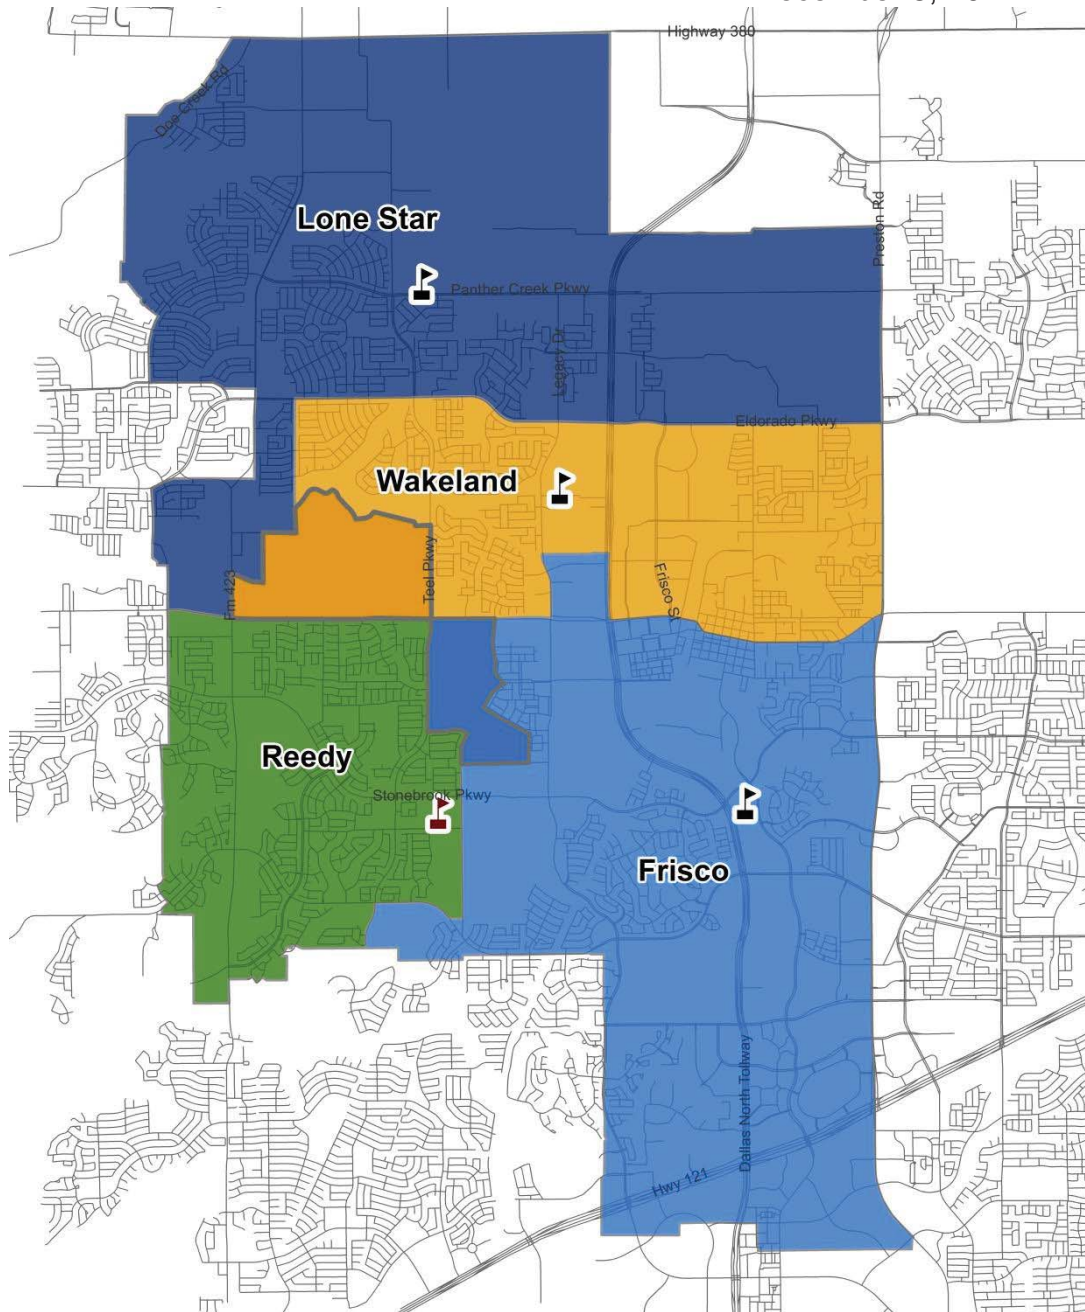 Highway 380
Doe Creek Rd
Preston Rd
Lone Star
Panther Creek Pkwy
Legacy Dr
Eldorado Pkwy
Wakeland
Fm 423
Teel Pkwy
Frisco St
Reedy
Stonebrook Pkwy
Frisco
Dallas North Tollway
Hwy 121